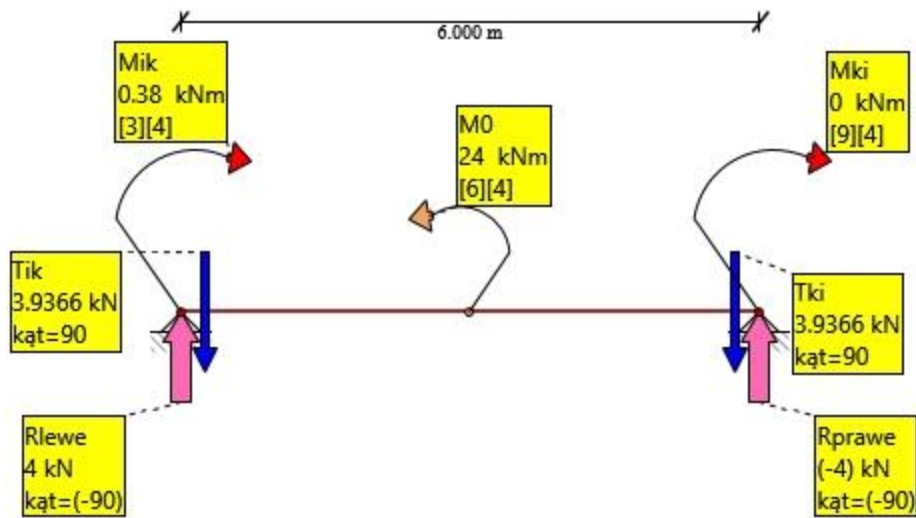 6.000 m
Mik
0.38 kNm
[3][4]
M0
24 kNm
[6][4]
Mki
0 kNm
[9][4]
Tik
3.9366 kN
kąt=90
Tki
3.9366 kN
kąt=90
Rlewe
4 kN
kąt=(-90)
Rprawe
(-4) kN
kąt=(-90)